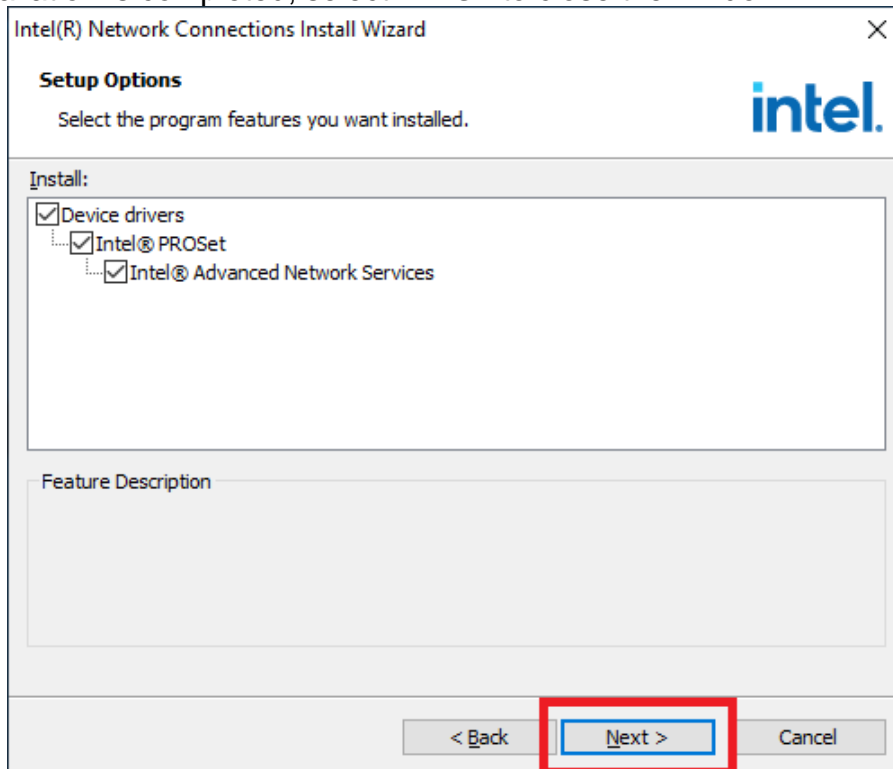 Intel(R) Network Connections Install Wizard
Setup Options
Select the program features you want installed.
intel.
Install:
Device drivers
Intel® PROSet
Intel® Advanced Network Services
Feature Description
< Back
Next >
Cancel